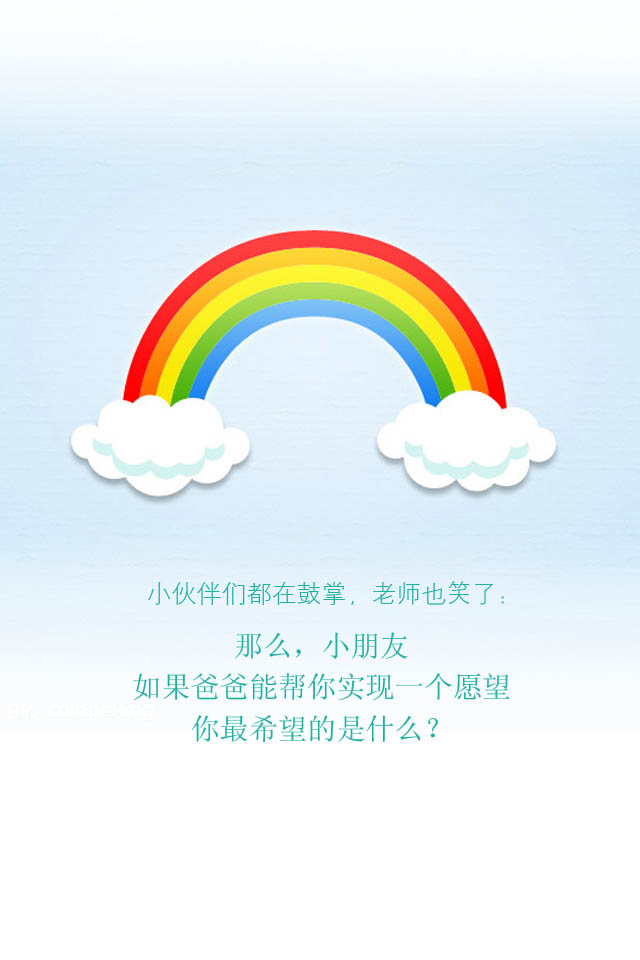 小伙伴们都在鼓掌，老师也笑了：
那么，小朋友
如果爸爸能帮你实现一个愿望
你最希望的是什么？